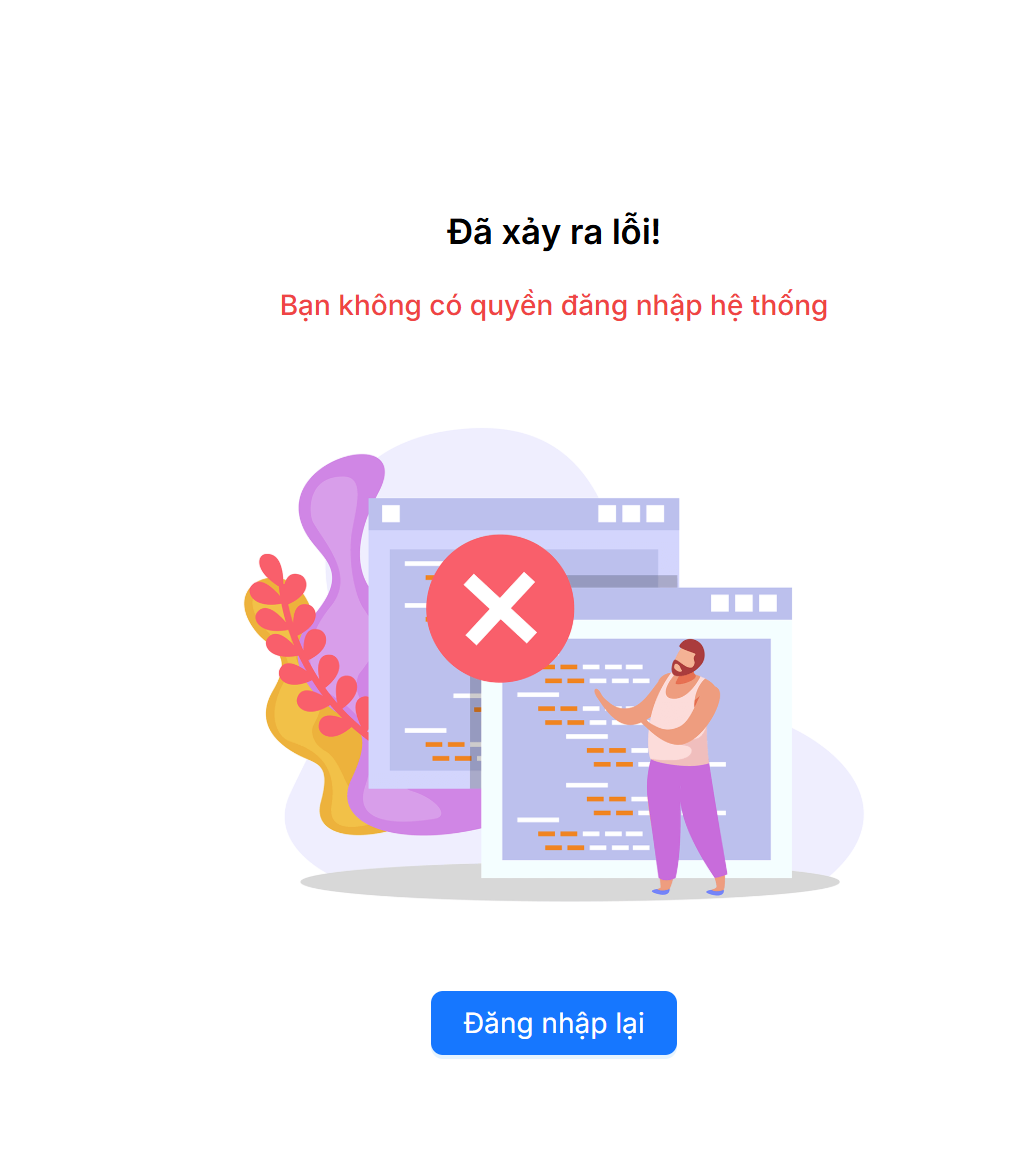 Đã xảy ra lỗi!
Bạn không có quyền đăng nhập hệ thống
Đăng nhập lại